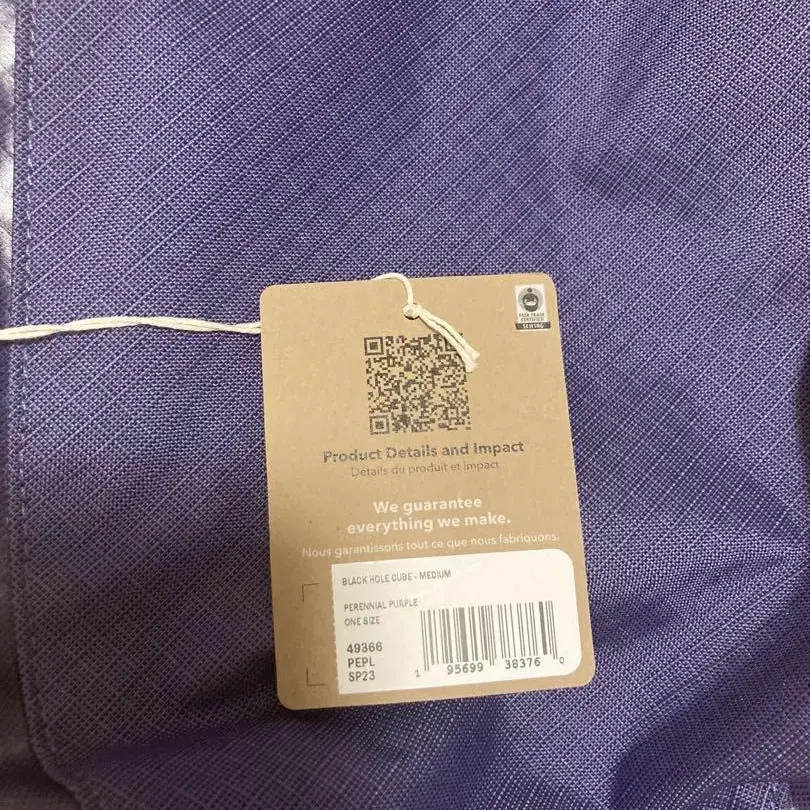 FAIR TRADE
CERTIFIED
SEWING
Product Details and Impact
Détails du produit et impact
We guarantee
everything we make.
Nous garantissons tout ce que nous fabriquons.
BLACK HOLE CUBE - MEDIUM
PERENNIAL PURPLE
ONE SIZE
49366
PEPL
SP23
1 95699 38376 0